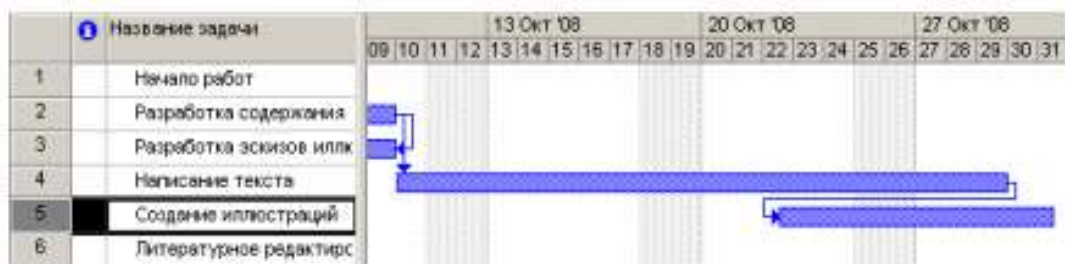 Название задачи
13 Окт '08 20 Окт '08 27 Окт '08
09 10 11 12 13 14 15 16 17 18 19 20 21 22 23 24 25 26 27 28 29 30 31
1 Начало работ
2 Разработка содержания
3 Разработка эскизов иллк
4 Написание текста
5 Создание иллюстраций
6 Литературное редактирс